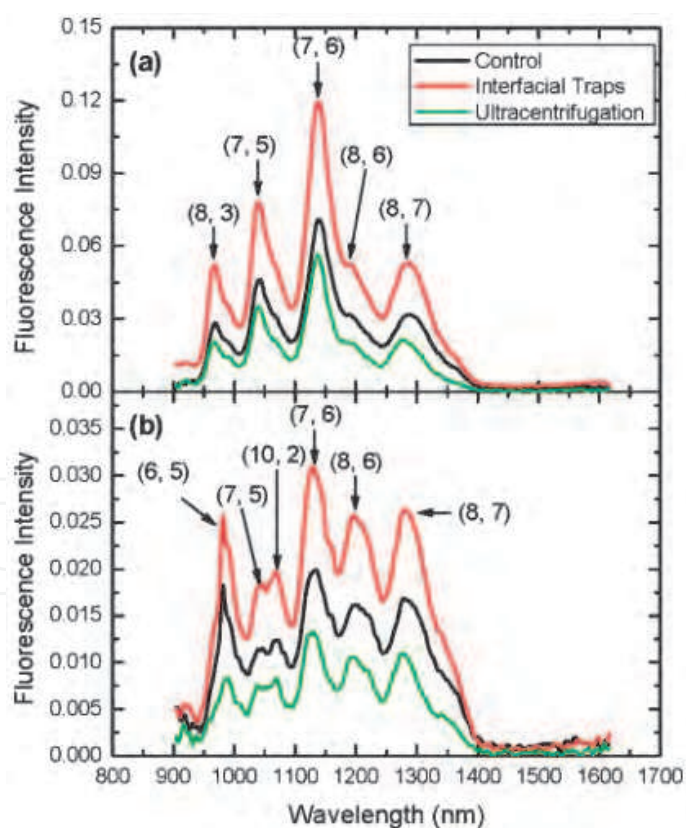 (a)
Control
Interfacial Traps
Ultracentrifugation
(7, 6)
(7, 5)
(8, 6)
(8, 3)
(8, 7)
0.15
0.12
0.09
0.06
0.03
0.00
Fluorescence Intensity
(b)
(7, 6)
(10, 2)
(8, 6)
(6, 5)
(7, 5)
(8, 7)
0.035
0.030
0.025
0.020
0.015
0.010
0.005
0.000
Fluorescence Intensity
800 900 1000 1100 1200 1300 1400 1500 1600 1700
Wavelength (nm)